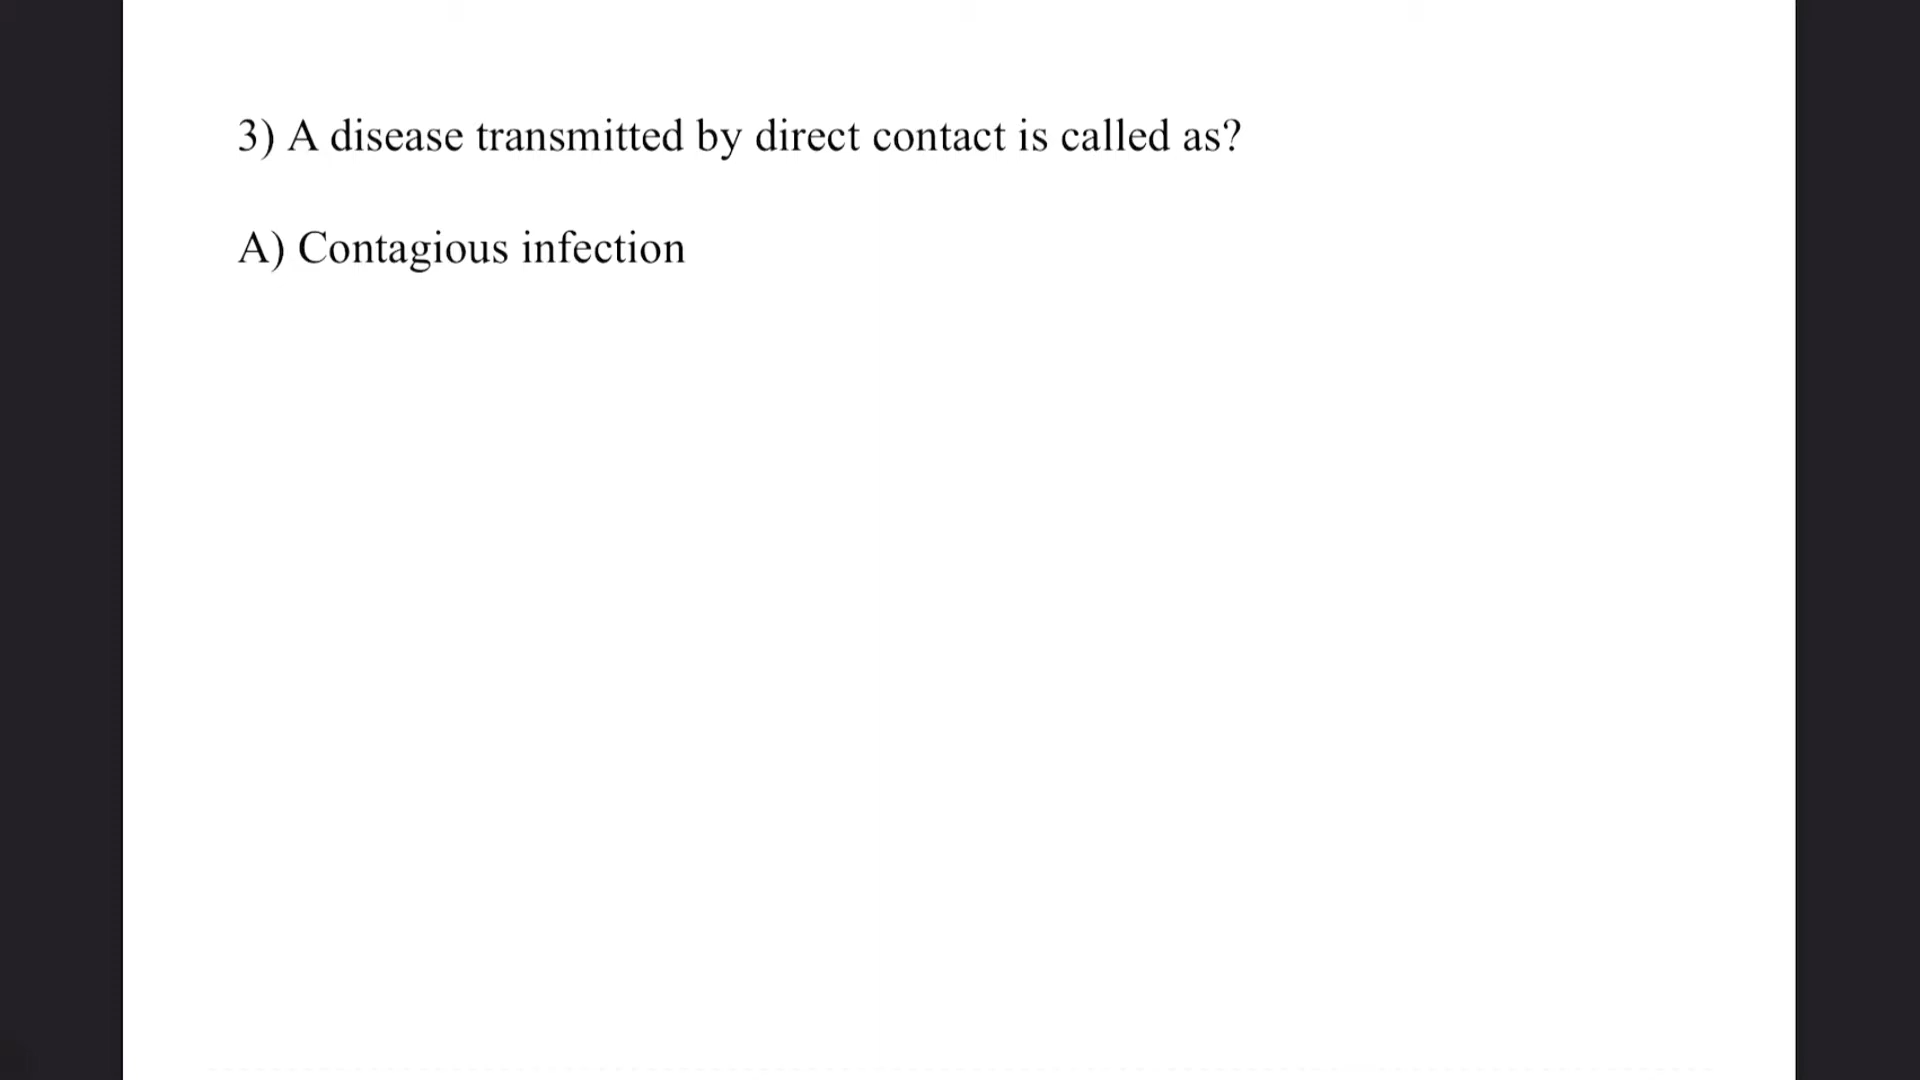 3) A disease transmitted by direct contact is called as?
A) Contagious infection